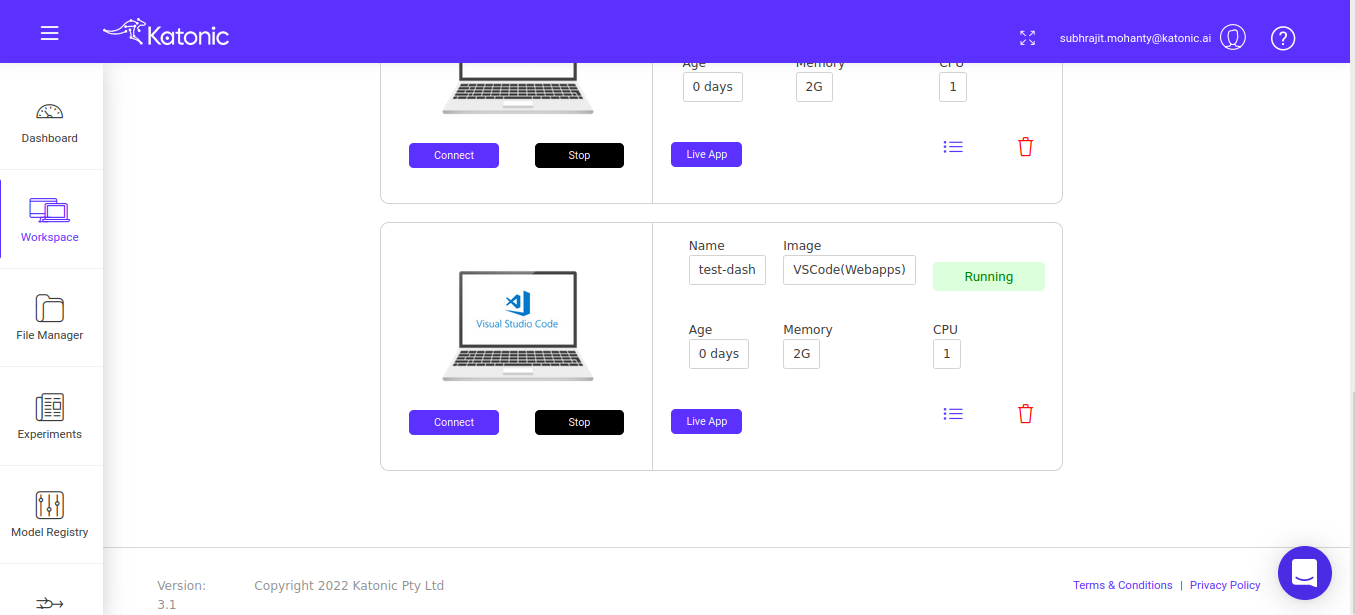 Katonic
subhrajit.mohanty@katonic.ai
?
Age
Memory
CPU
0 days
2G
1
Connect
Stop
Live App
Dashboard
Workspace
File Manager
Experiments
Model Registry
Name
Image
test-dash
VSCode(Webapps)
Running
Visual Studio Code
Age
Memory
CPU
0 days
2G
1
Connect
Stop
Live App
Version:
3.1
Copyright 2022 Katonic Pty Ltd
Terms & Conditions | Privacy Policy